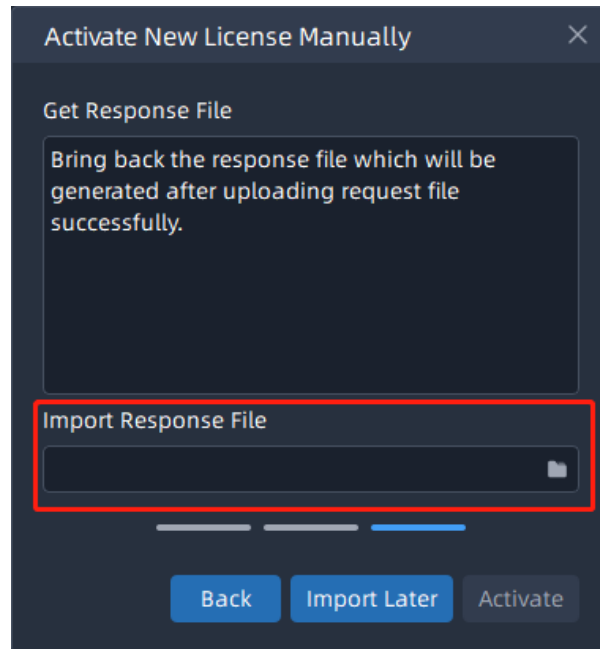 Activate New License Manually
Get Response File
Bring back the response file which will be
generated after uploading request file
successfully.
Import Response File
Back
Import Later
Activate